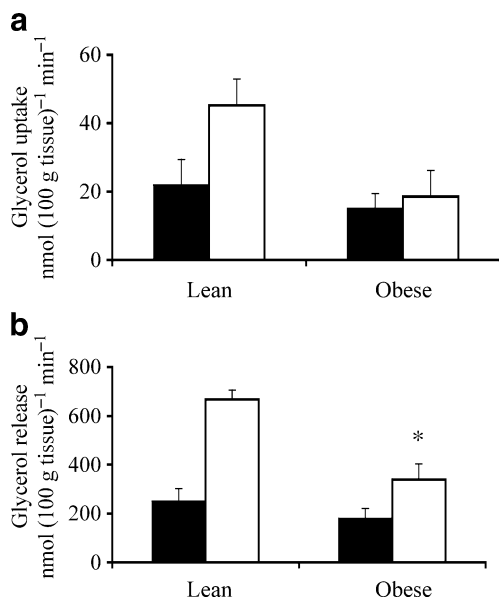 a
Glycerol uptake
nmol (100 g tissue)⁻¹ min⁻¹
60
40
20
0
Lean Obese
b
Glycerol release
nmol (100 g tissue)⁻¹ min⁻¹
800
600
400
200
0
*
Lean Obese